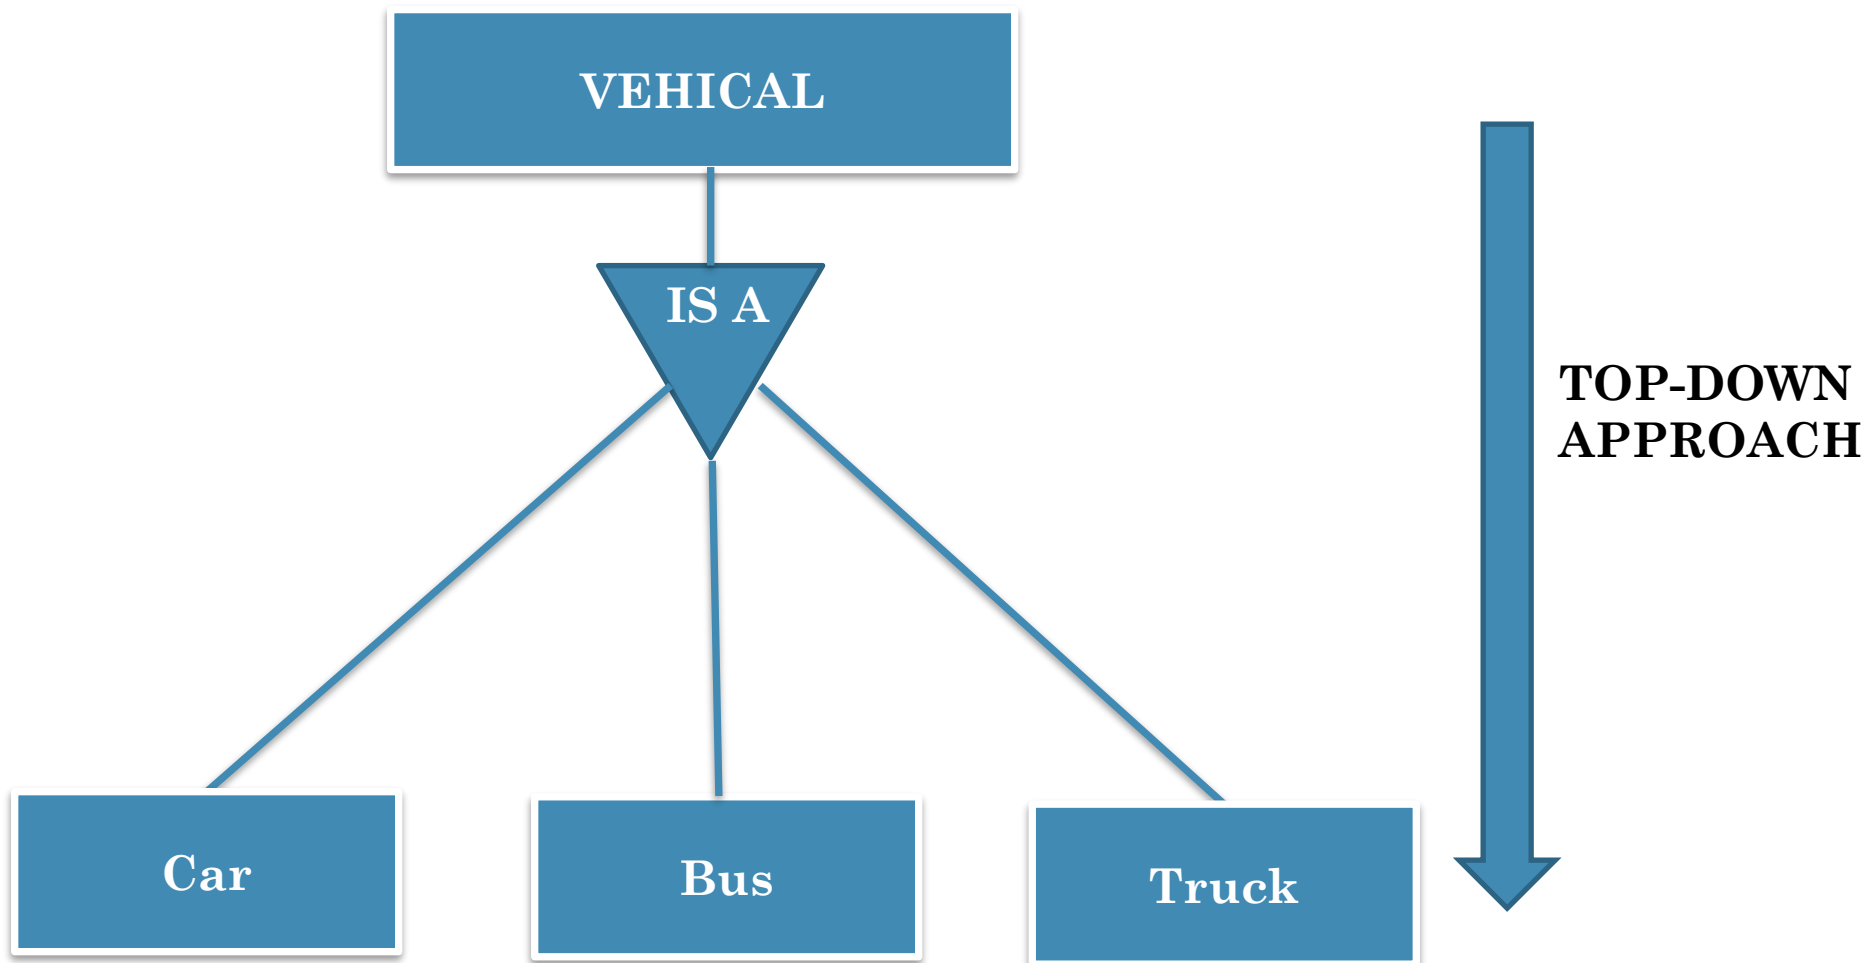 VEHICAL
IS A
TOP-DOWN
APPROACH
Car
Bus
Truck